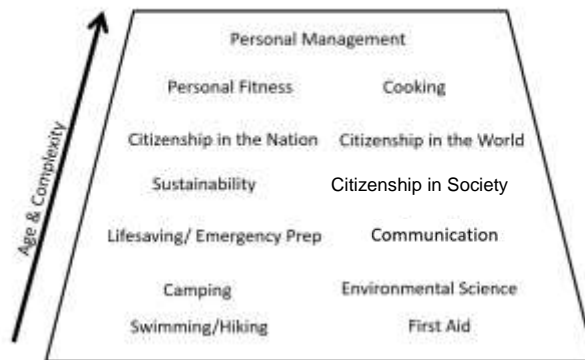 Age & Complexity
Personal Management
Personal Fitness Cooking
Citizenship in the Nation Citizenship in the World
Sustainability Citizenship in Society
Lifesaving/ Emergency Prep Communication
Camping Environmental Science
Swimming/Hiking First Aid